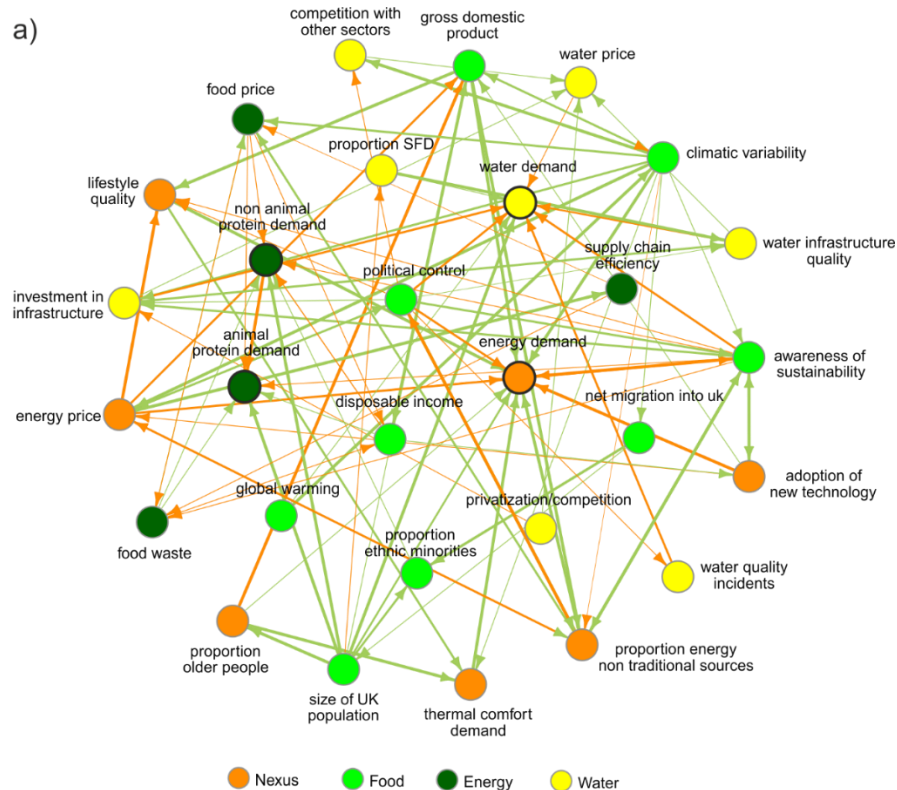 a)
competition with
other sectors
gross domestic
product
water price
food price
proportion SFD
water demand
climatic variability
lifestyle
quality
non animal
protein demand
supply chain
efficiency
water infrastructure
quality
political control
investment in
infrastructure
animal
protein demand
energy demand
awareness of
sustainability
energy price
disposable income
net migration into uk
adoption of
new technology
global warming
privatization/competition
food waste
proportion
ethnic minorities
water quality
incidents
proportion
older people
size of UK
population
thermal comfort
demand
proportion energy
non traditional sources
Nexus
Food
Energy
Water